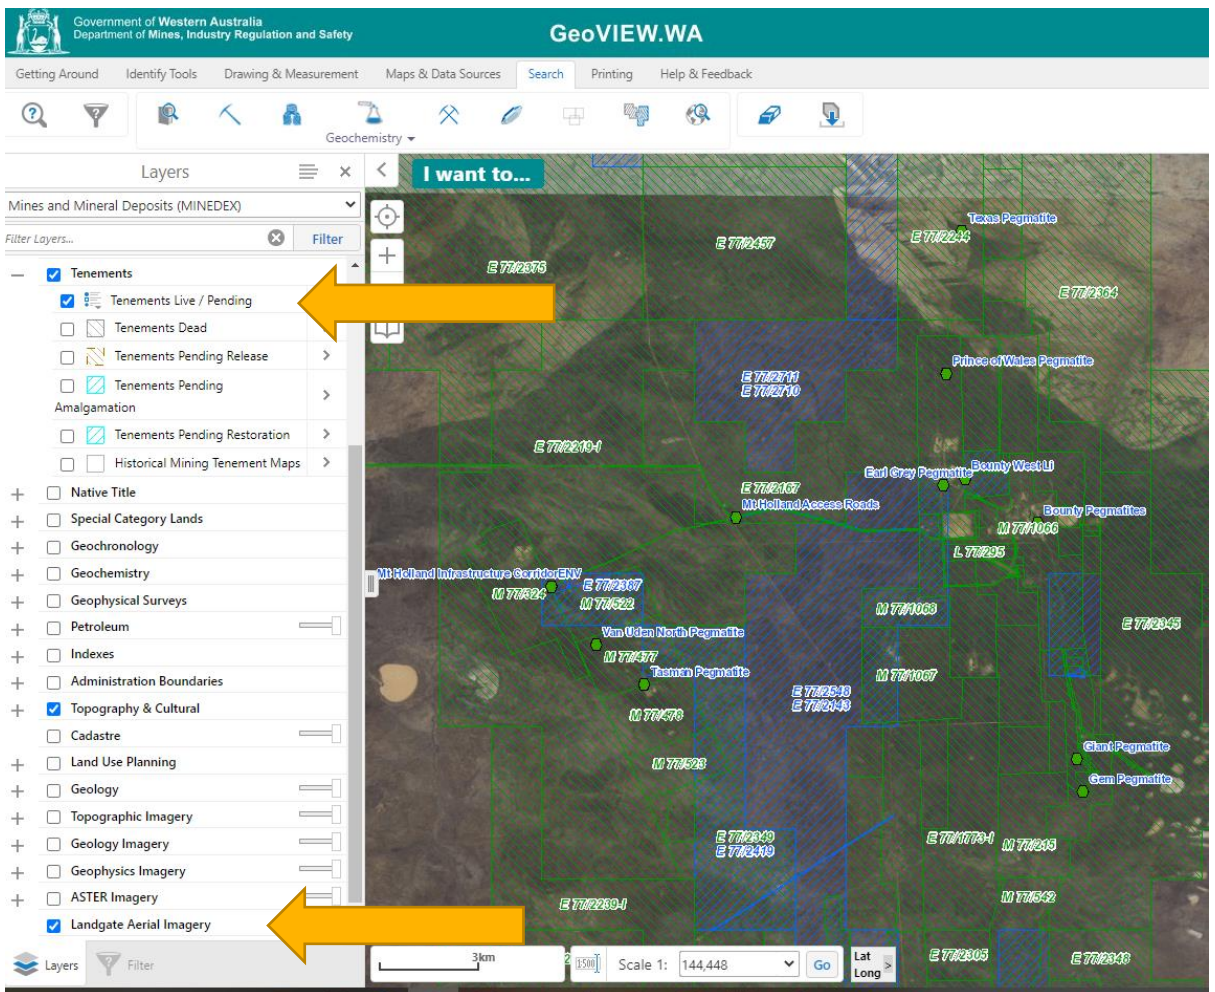 Government of Western Australia
Department of Mines, Industry Regulation and Safety
GeoVIEW.WA
Getting Around
Identify Tools
Drawing & Measurement
Maps & Data Sources
Search
Printing
Help & Feedback
Geochemistry
Layers
I want to...
Mines and Mineral Deposits (MINEDEX)
Filter Layers...
Filter
Tenements
Tenements Live / Pending
Tenements Dead
Tenements Pending Release
Tenements Pending
Amalgamation
Tenements Pending Restoration
Historical Mining Tenement Maps
Native Title
Special Category Lands
Geochronology
Geochemistry
Geophysical Surveys
Petroleum
Indexes
Administration Boundaries
Topography & Cultural
Cadastre
Land Use Planning
Geology
Topographic Imagery
Geology Imagery
Geophysics Imagery
ASTER Imagery
Landgate Aerial Imagery
Layers
Filter
Texas Pegmatite
E 77/2244
E 77/2457
E 77/2375
E 77/2364
Prince of Wales Pegmatite
E 77/2711
E 77/2710
E 77/2219-I
Earl Grey Pegmatite
Bounty West Li
E 77/2167
Mt Holland Access Roads
Bounty Pegmatites
M 77/1066
L 77/295
Mt Holland Infrastructure CorridorENV
E 77/2387
M 77/324
M 77/522
M 77/1068
E 77/2345
Van Uden North Pegmatite
M 77/477
Tasman Pegmatite
M 77/1067
E 77/2548
E 77/2143
M 77/478
Giant Pegmatite
M 77/523
Gem Pegmatite
E 77/2349
E 77/2419
E 77/1773-I
M 77/215
M 77/542
E 77/2239-I
E 77/2305
E 77/2348
3km
2
1:500
Scale 1:
144,448
Go
Lat
Long